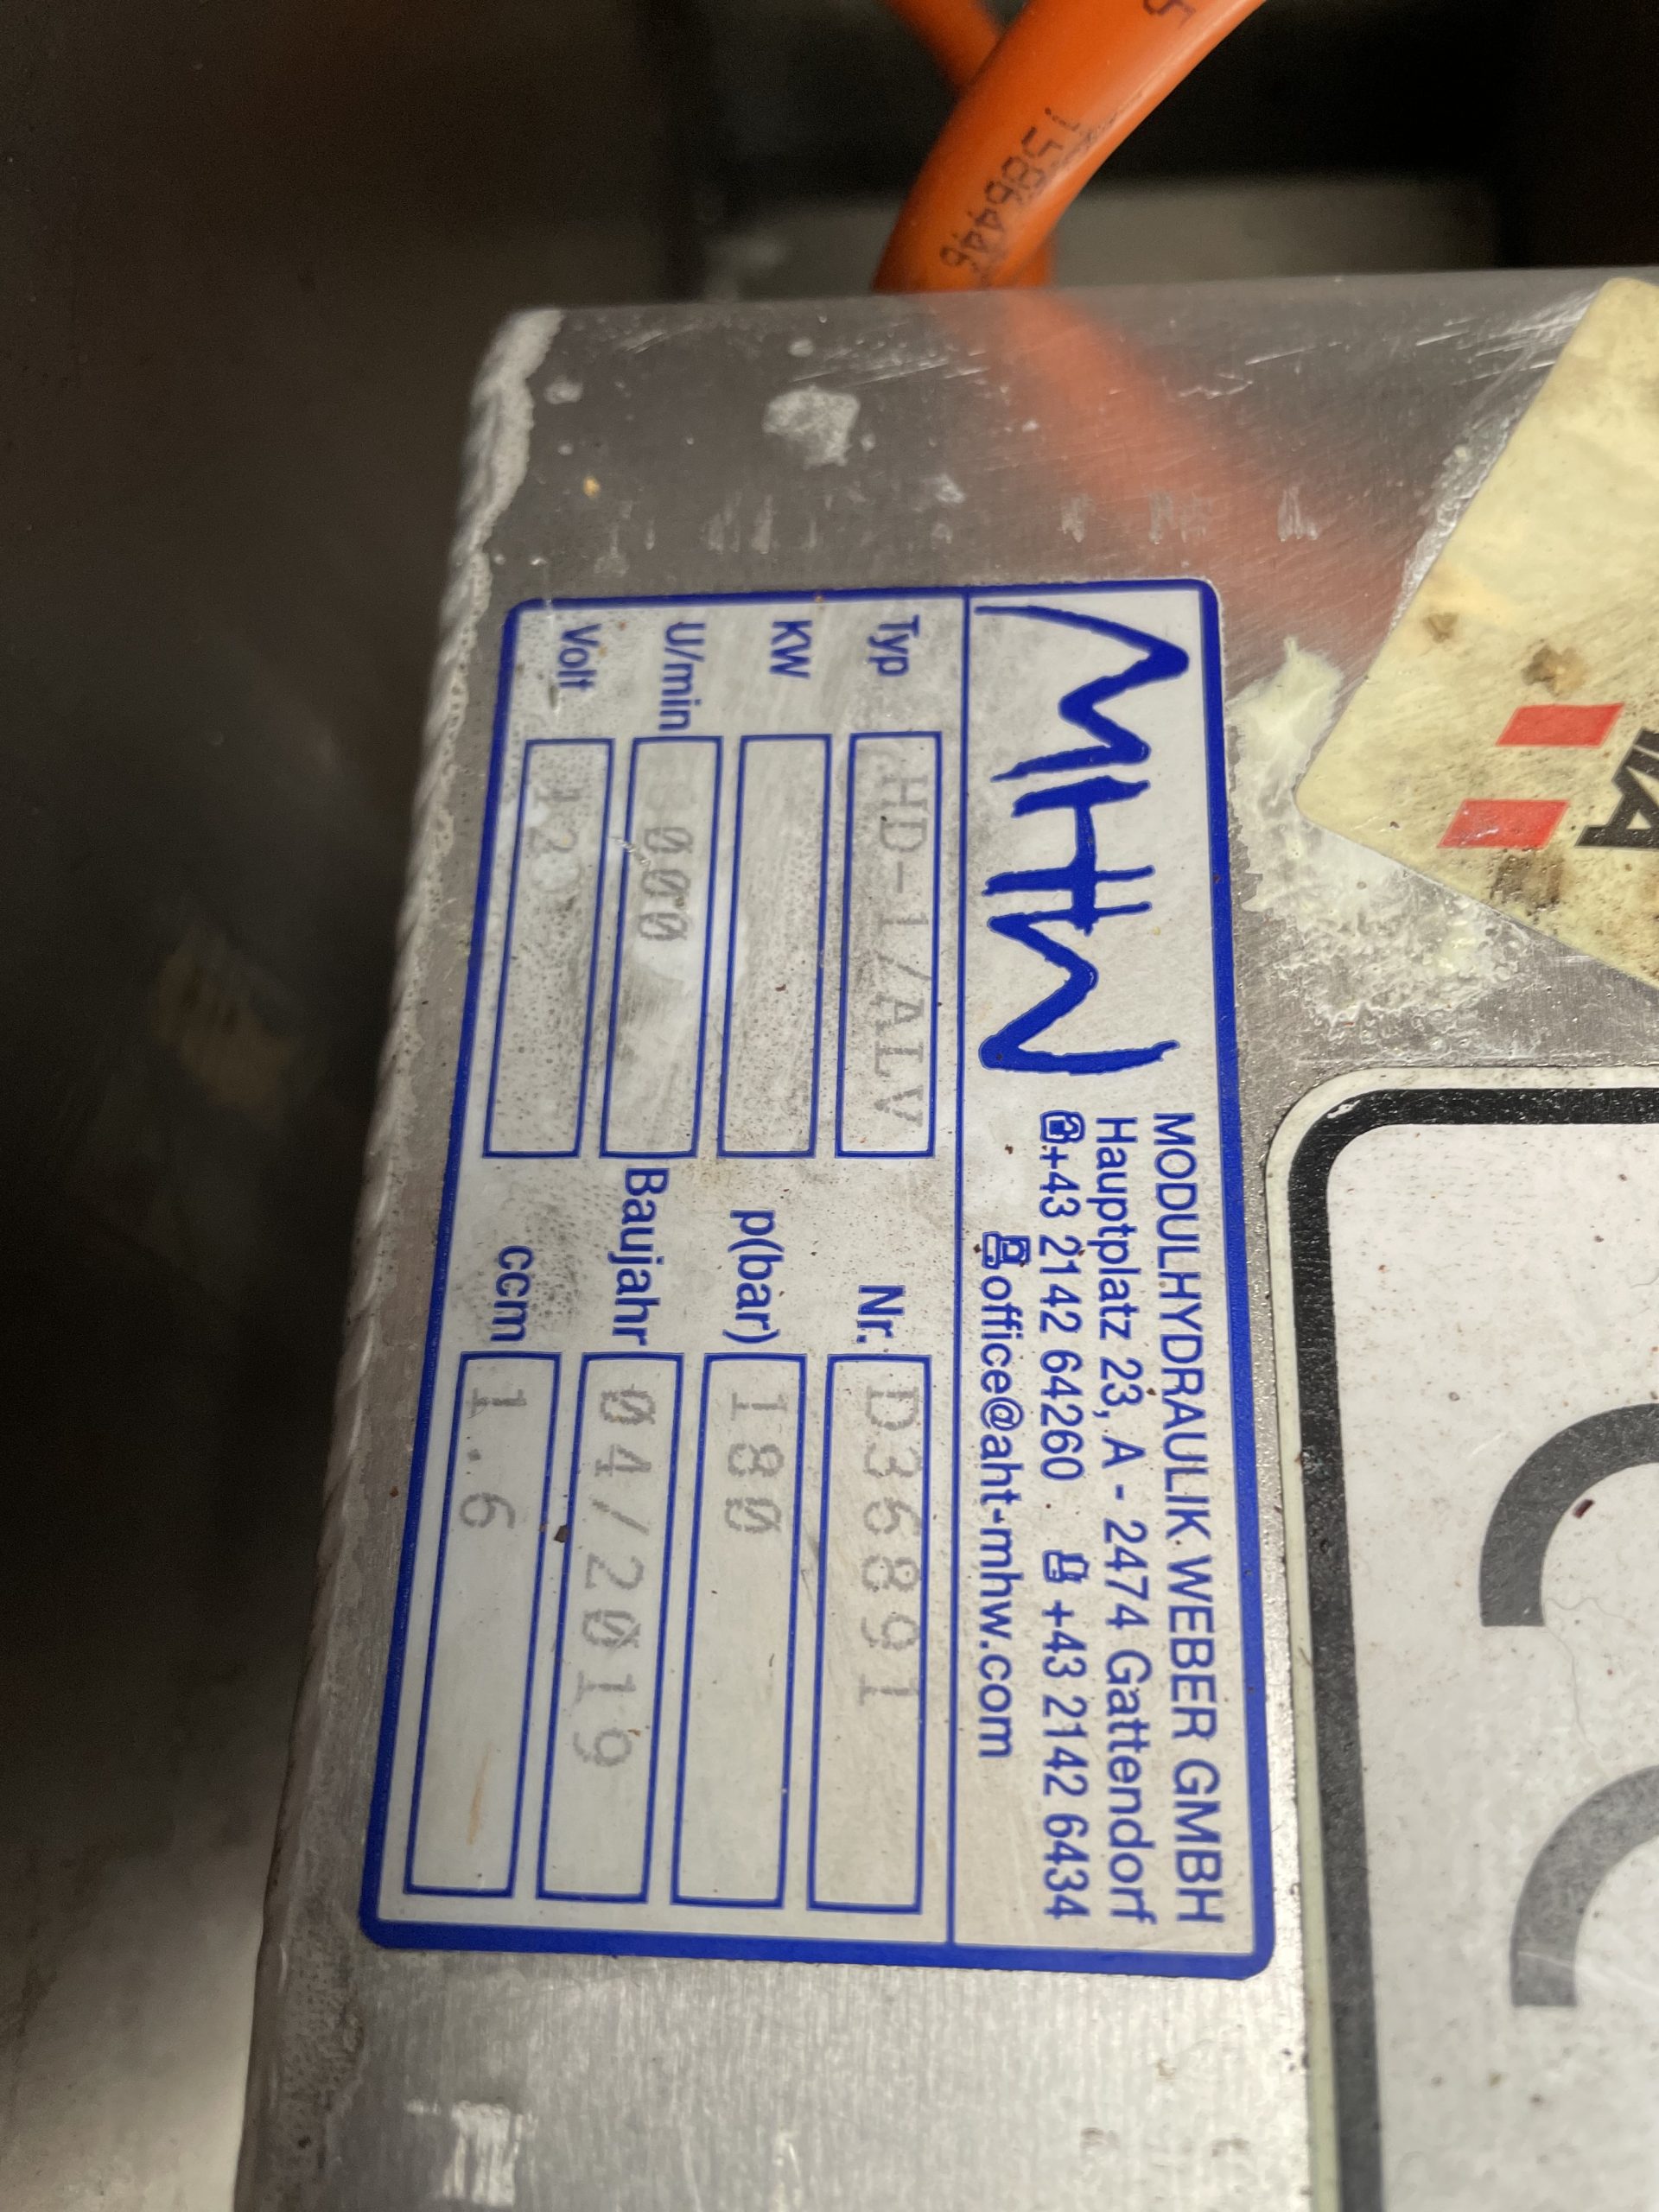 MHW
MODULHYDRAULIK WEBER GMBH
Hauptplatz 23, A - 2474 Gattendorf
+43 2142 64260 +43 2142 6434
office@aht-mhw.com
Typ HD-1/ALV Nr. D36891
KW p(bar) 180
U/min Baujahr 04/2019
Volt ccm 1.6